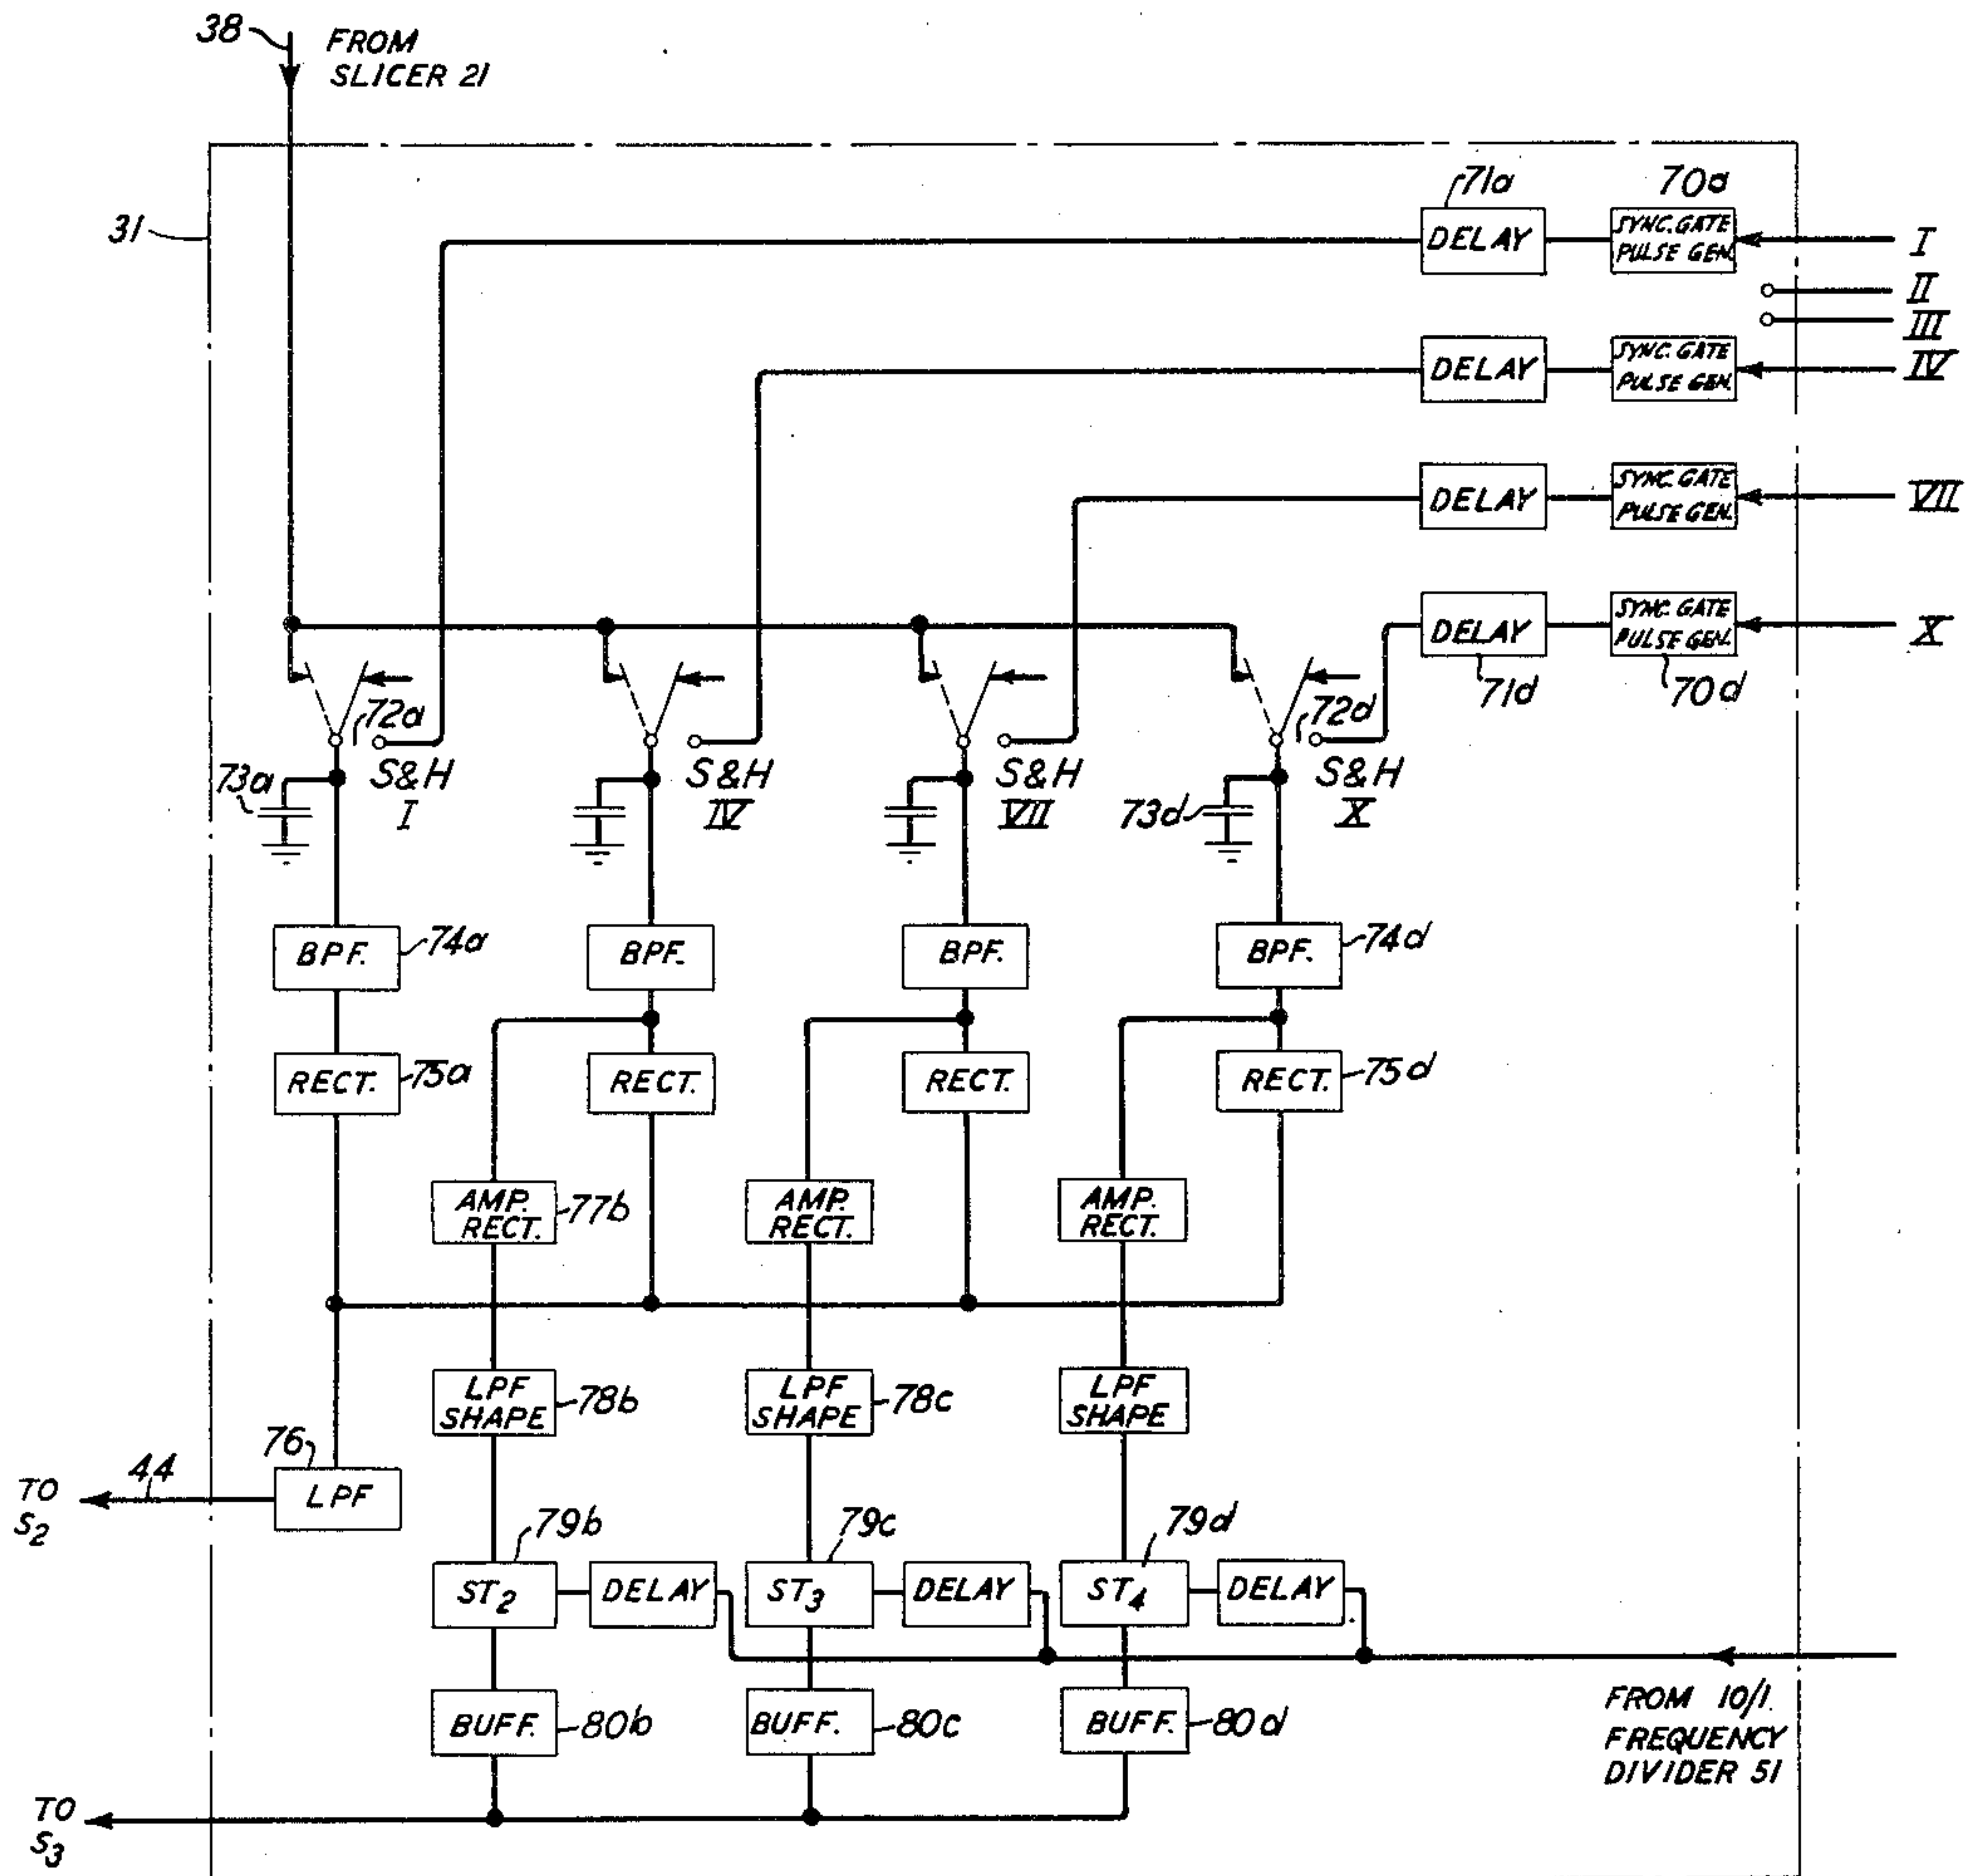 38
FROM
SLICER 21
31
71a
70a
DELAY
SYNC. GATE
PULSE GEN.
I
II
III
DELAY
SYNC. GATE
PULSE GEN.
IV
DELAY
SYNC. GATE
PULSE GEN.
VII
DELAY
SYNC. GATE
PULSE GEN.
X
71d
70d
72a
72d
73a
S&H
I
S&H
IV
S&H
VII
73d
S&H
X
BPF.
74a
BPF.
BPF.
BPF.
74d
RECT.
75a
RECT.
RECT.
RECT.
75d
AMP.
RECT.
77b
AMP.
RECT.
AMP.
RECT.
LPF
SHAPE
78b
LPF
SHAPE
78c
LPF
SHAPE
76
44
TO
S2
LPF
79b
79c
79d
ST2
DELAY
ST3
DELAY
ST4
DELAY
BUFF.
80b
BUFF.
80c
BUFF.
80d
FROM 10/1.
FREQUENCY
DIVIDER 51
TO
S3